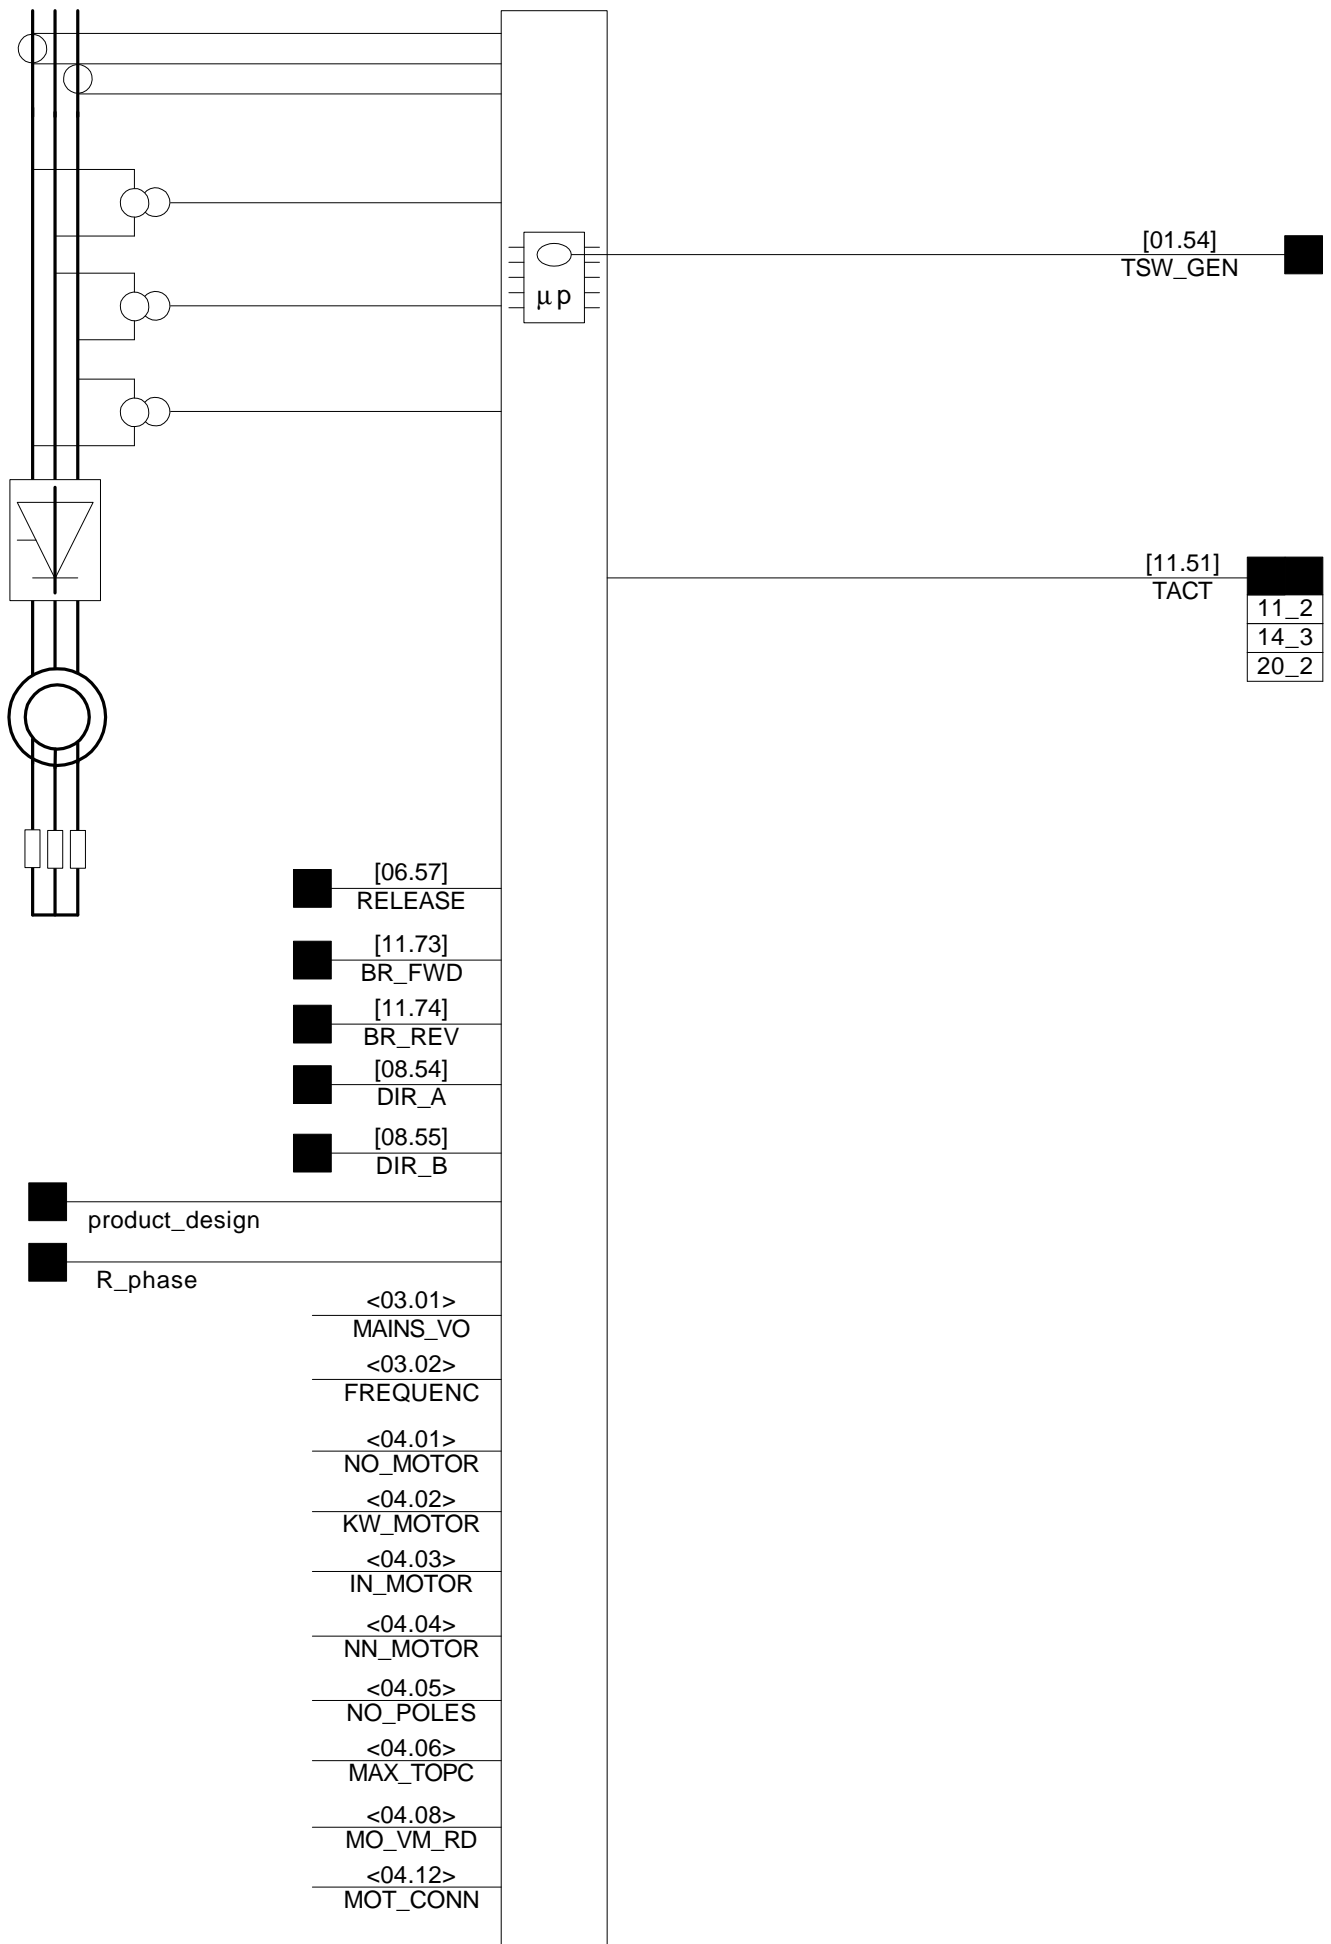 [01.54]
TSW_GEN
μp
[11.51]
TACT
11_2
14_3
20_2
[06.57]
RELEASE
[11.73]
BR_FWD
[11.74]
BR_REV
[08.54]
DIR_A
[08.55]
DIR_B
product_design
R_phase
<03.01>
MAINS_VO
<03.02>
FREQUENC
<04.01>
NO_MOTOR
<04.02>
KW_MOTOR
<04.03>
IN_MOTOR
<04.04>
NN_MOTOR
<04.05>
NO_POLES
<04.06>
MAX_TOPC
<04.08>
MO_VM_RD
<04.12>
MOT_CONN